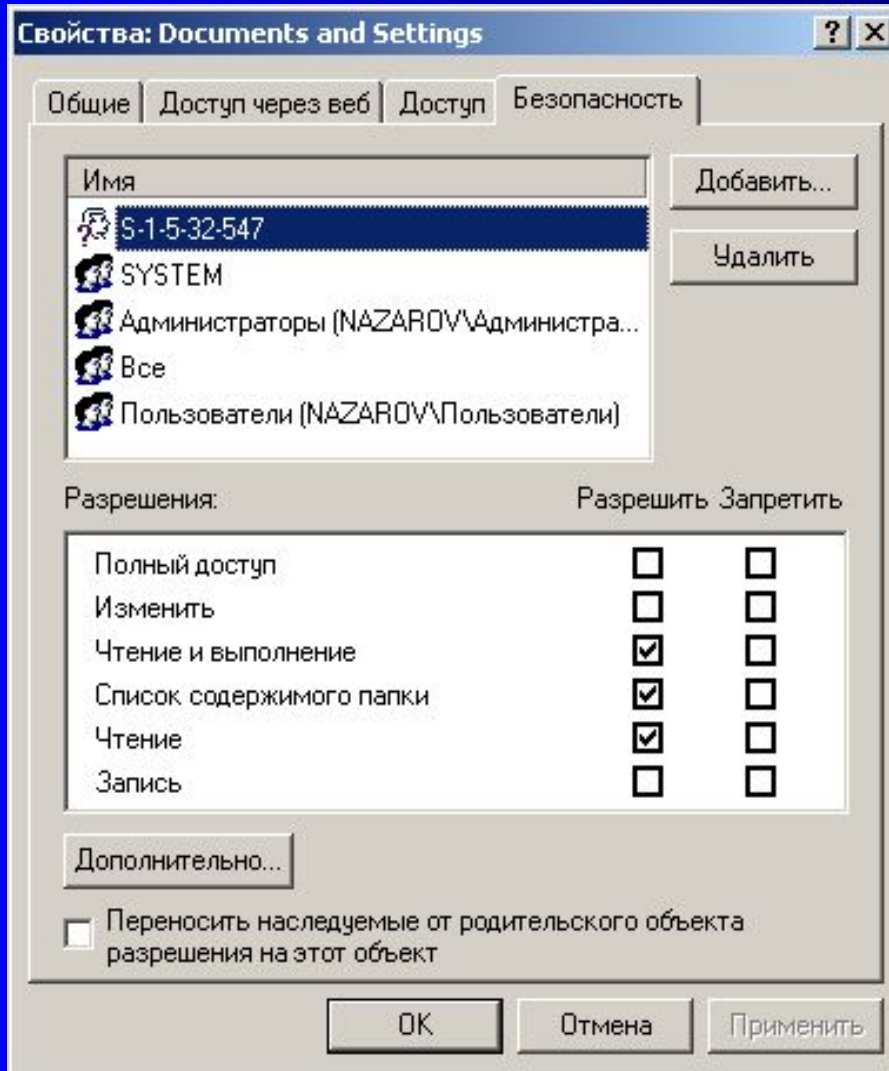 Свойства: Documents and Settings
Общие
Доступ через веб
Доступ
Безопасность
Имя
Добавить...
S-1-5-32-547
Удалить
SYSTEM
Администраторы (NAZAROV\Администра...
Все
Пользователи (NAZAROV\Пользователи)
Разрешения:
Разрешить
Запретить
Полный доступ
Изменить
Чтение и выполнение
Список содержимого папки
Чтение
Запись
Дополнительно...
Переносить наследуемые от родительского объекта
разрешения на этот объект
OK
Отмена
Применить